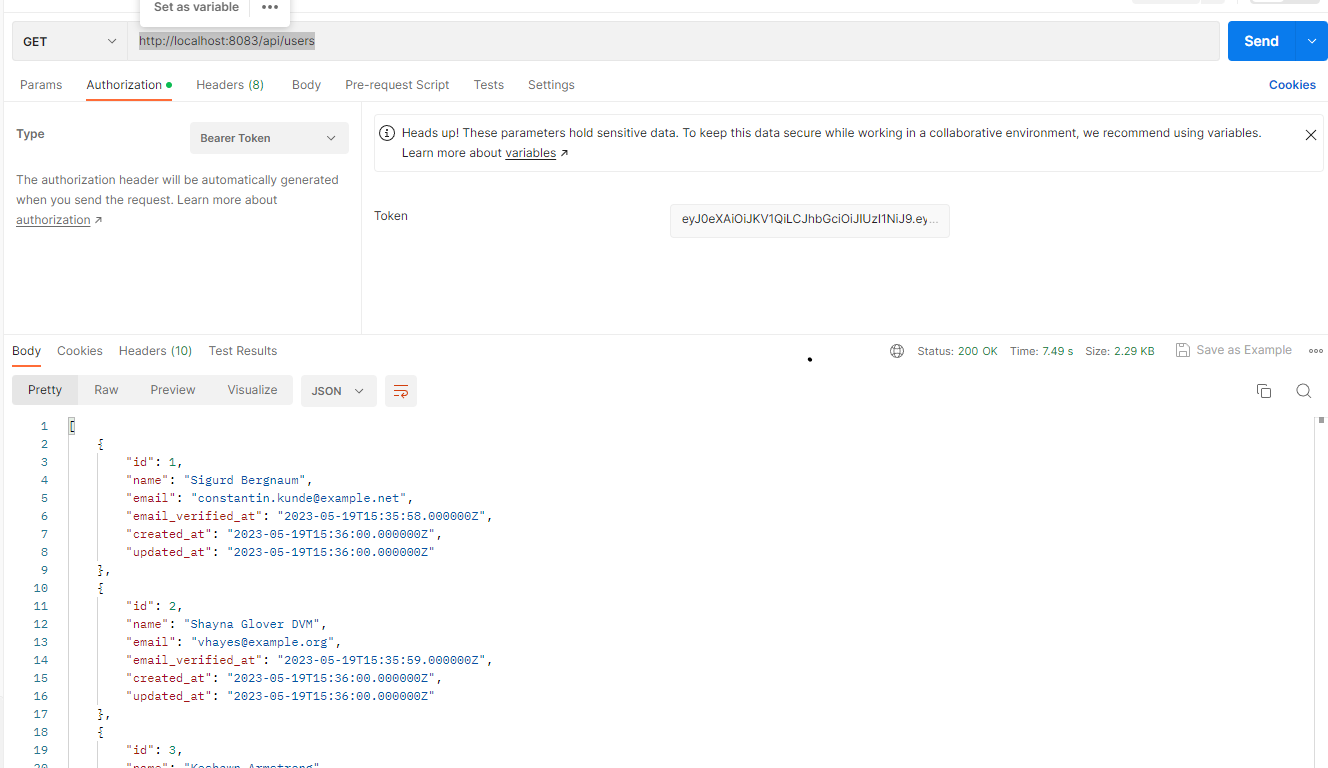 Set as variable
GET http://localhost:8083/api/users Send
Params Authorization Headers (8) Body Pre-request Script Tests Settings Cookies
Type Bearer Token
The authorization header will be automatically generated
when you send the request. Learn more about
authorization ↗
Heads up! These parameters hold sensitive data. To keep this data secure while working in a collaborative environment, we recommend using variables.
Learn more about variables ↗
Token eyJ0eXAiOiJKV1QiLCJhbGciOiJIUzI1NiJ9.ey...
Body Cookies Headers (10) Test Results Status: 200 OK Time: 7.49 s Size: 2.29 KB Save as Example
Pretty Raw Preview Visualize JSON
1 [
2 {
3 "id": 1,
4 "name": "Sigurd Bergnaum",
5 "email": "constantin.kunde@example.net",
6 "email_verified_at": "2023-05-19T15:35:58.000000Z",
7 "created_at": "2023-05-19T15:36:00.000000Z",
8 "updated_at": "2023-05-19T15:36:00.000000Z"
9 },
10 {
11 "id": 2,
12 "name": "Shayna Glover DVM",
13 "email": "vhayes@example.org",
14 "email_verified_at": "2023-05-19T15:35:59.000000Z",
15 "created_at": "2023-05-19T15:36:00.000000Z",
16 "updated_at": "2023-05-19T15:36:00.000000Z"
17 },
18 {
19 "id": 3,
20 "name": "Keshawn Armstrong"